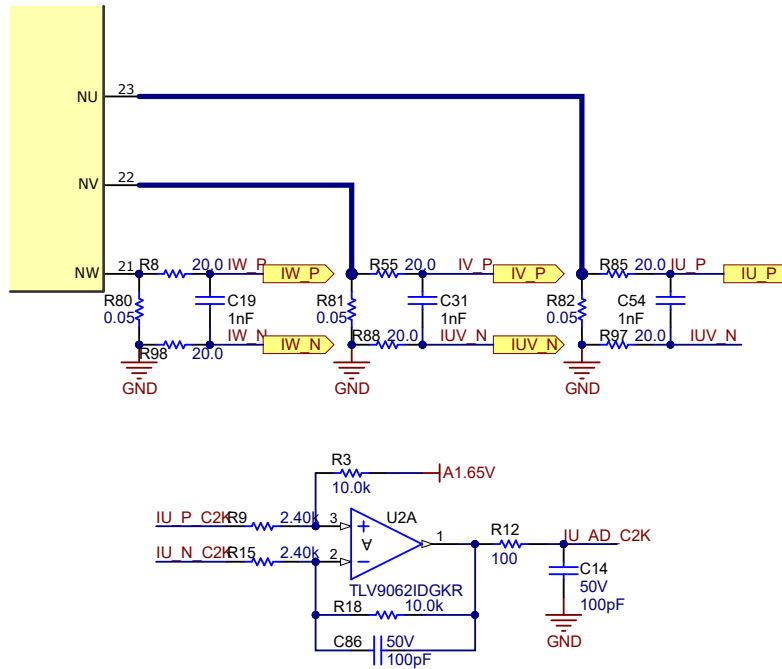 NU 23
NV 22
NW 21
R8 20.0 IW_P IW_P
R55 20.0 IV_P IV_P
R85 20.0 IU_P IU_P
R80 0.05
C19 1nF
R81 0.05
C31 1nF
R82 0.05
C54 1nF
R98 20.0 IW_N IW_N
R88 20.0 IUV_N IUV_N
R97 20.0 IUV_N
GND
GND
GND
R3
10.0k
A1.65V
IU_P_C2K R9 2.40k 3
IU_N_C2K R15 2.40k 2
U2A
A
1
TLV9062IDGKR
R12
100
IU_AD_C2K
C14
50V
100pF
GND
R18 10.0k
C86 50V
100pF